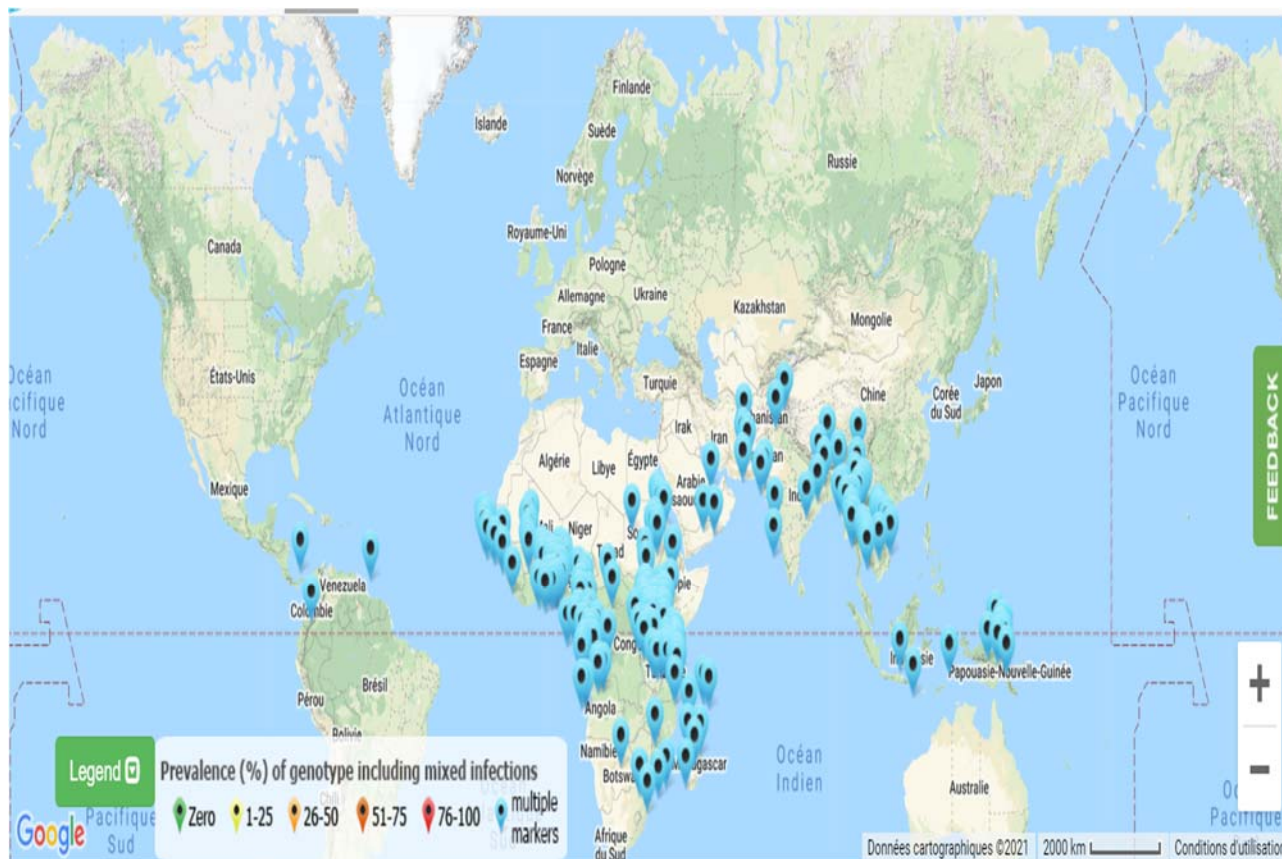 Islande
Finlande
Suède
Norvège
Russie
Canada
Royaume-Uni
Pologne
Allemagne
Ukraine
France
Kazakhstan
Mongolie
Italie
Espagne
États-Unis
Turquie
Océan
Atlantique
Nord
Océan
Pacifique
Nord
Océan
acifique
Nord
Chine
Corée
du Sud
Japon
Irak
Iran
Algérie
Libye
Égypte
Arabie
Mexique
Niger
Venezuela
Papouasie-Nouvelle-Guinée
Pérou
Brésil
Angola
Bolivie
Océan
Indien
Australie
Afrique
du Sud
FEEDBACK
+
−
Legend
Prevalence (%) of genotype including mixed infections
Zero
1-25
26-50
51-75
76-100
multiple
markers
Pacifique
Sud
Google
Pacifique
Sud
Données cartographiques ©2021
2000 km
Conditions d'utilisation